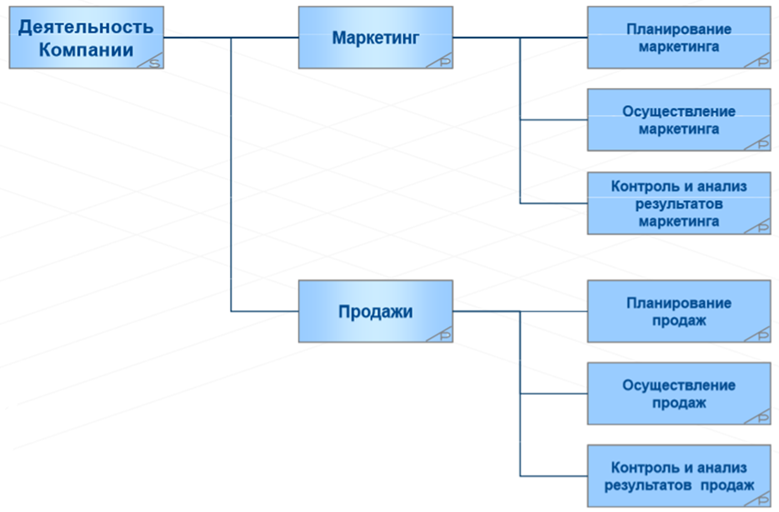 Деятельность
Компании
S
Маркетинг
P
Планирование
маркетинга
P
Осуществление
маркетинга
P
Контроль и анализ
результатов
маркетинга
P
Продажи
P
Планирование
продаж
P
Осуществление
продаж
P
Контроль и анализ
результатов продаж
P